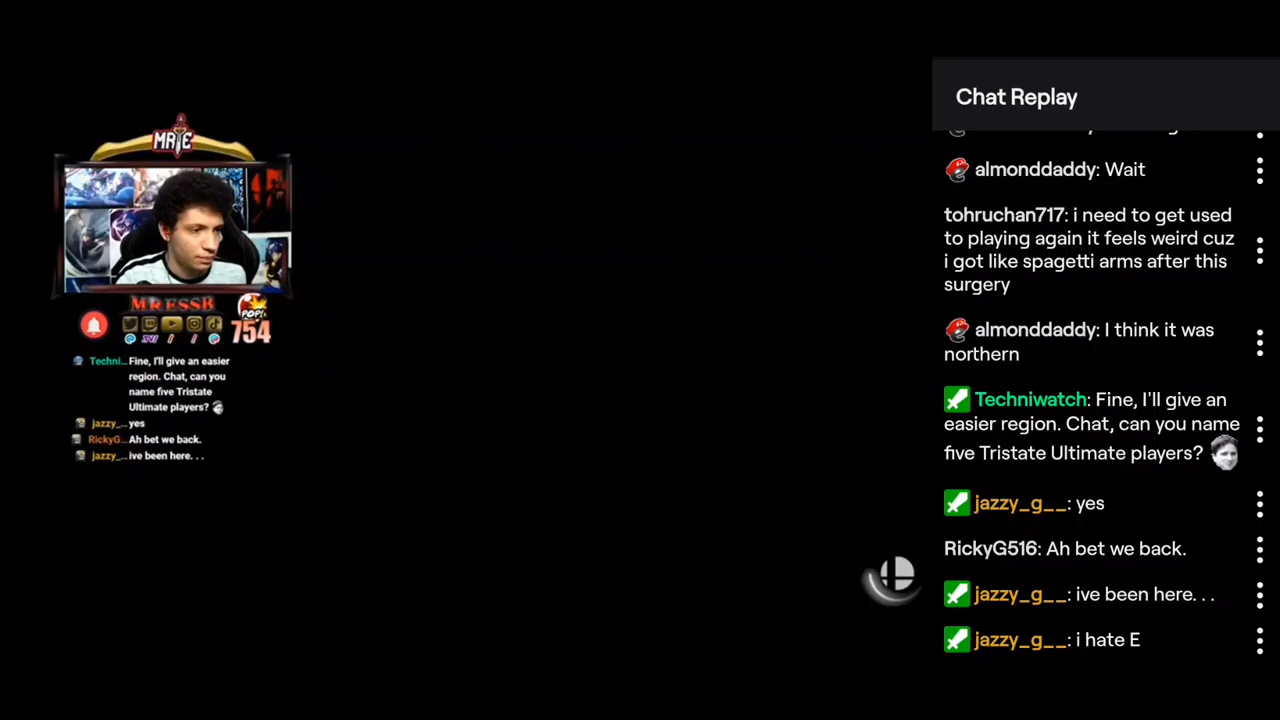 MRE
MRESSB
POP!
754
Techni... Fine, I'll give an easier
region. Chat, can you
name five Tristate
Ultimate players?
jazzy_... yes
RickyG... Ah bet we back.
jazzy_... ive been here. . .
Chat Replay
almonddaddy: Wait
tohruchan717: i need to get used
to playing again it feels weird cuz
i got like spagetti arms after this
surgery
almonddaddy: I think it was
northern
Techniwatch: Fine, I'll give an
easier region. Chat, can you name
five Tristate Ultimate players?
jazzy_g__: yes
RickyG516: Ah bet we back.
jazzy_g__: ive been here. . .
jazzy_g__: i hate E